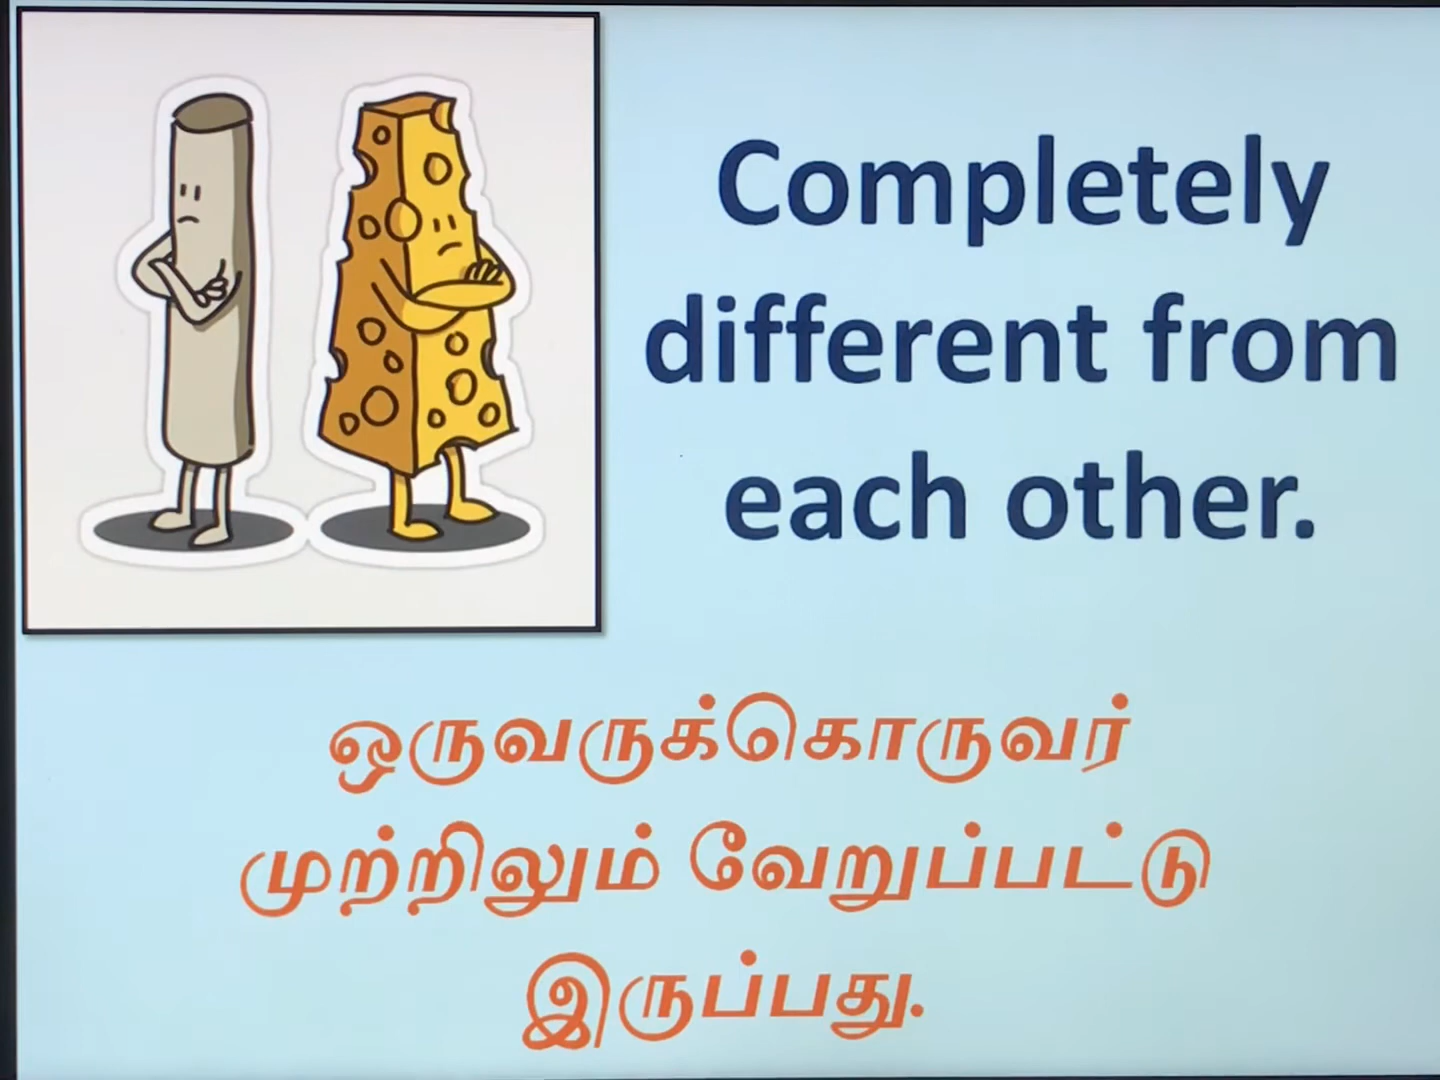 Completely
different from
each other.
ஒருவருக்கொருவர்
முற்றிலும் வேறுப்பட்டு
இருப்பது.